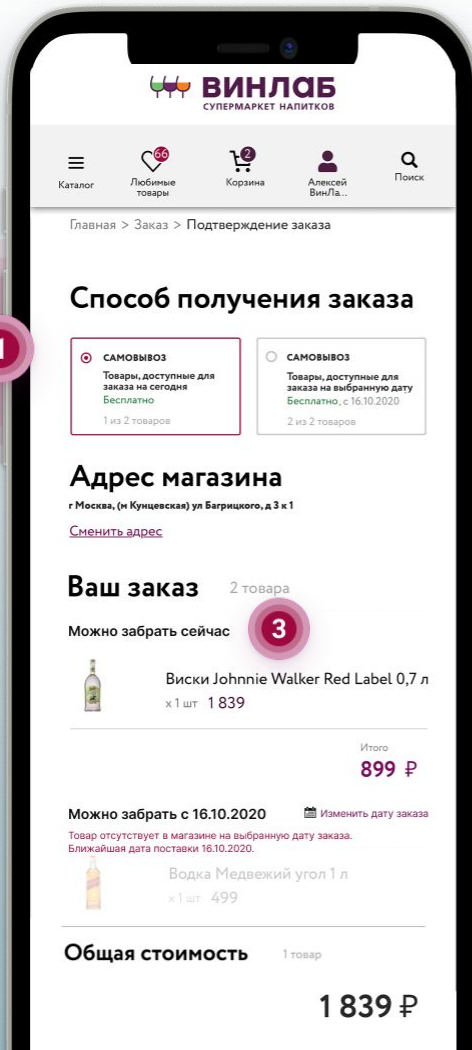 ВИНЛАБ
СУПЕРМАРКЕТ НАПИТКОВ
66
2
Каталог
Любимые
товары
Корзина
Алексей
ВинЛа...
Поиск
Главная > Заказ > Подтверждение заказа
Способ получения заказа
1
САМОВЫВОЗ
Товары, доступные для
заказа на сегодня
Бесплатно
1 из 2 товаров
САМОВЫВОЗ
Товары, доступные для
заказа на выбранную дату
Бесплатно, с 16.10.2020
2 из 2 товаров
Адрес магазина
г Москва, (м Кунцевская) ул Багрицкого, д 3 к 1
Сменить адрес
Ваш заказ 2 товара
Можно забрать сейчас
3
Виски Johnnie Walker Red Label 0,7 л
х 1 шт 1 839
Итого
899 ₽
Можно забрать с 16.10.2020 Изменить дату заказа
Товар отсутствует в магазине на выбранную дату заказа.
Ближайшая дата поставки 16.10.2020.
Водка Медвежий угол 1 л
х 1 шт 499
Общая стоимость 1 товар
1 839 ₽